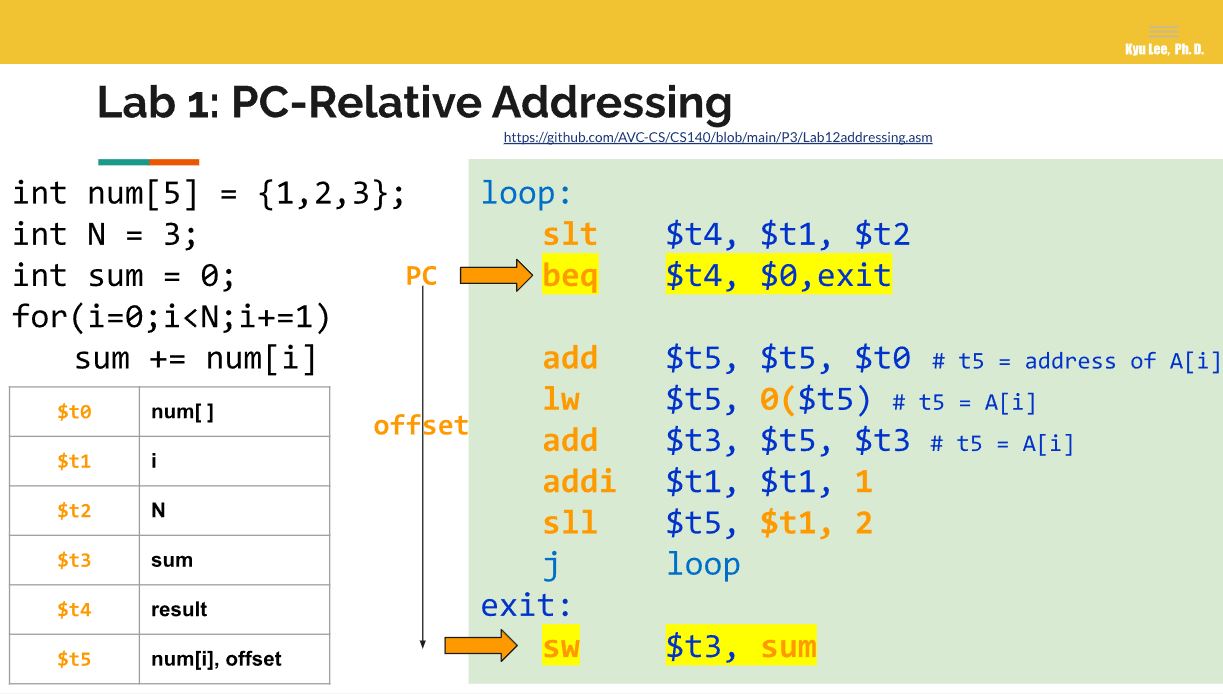 Kyu Lee, Ph. D.
Lab 1: PC-Relative Addressing
https://github.com/AVC-CS/CS140/blob/main/P3/Lab12addressing.asm
int num[5] = {1,2,3};
int N = 3;
int sum = 0;
for(i=0;i<N;i+=1)
sum += num[i]
$t0 num[ ]
$t1 i
$t2 N
$t3 sum
$t4 result
$t5 num[i], offset
PC
offset
loop:
slt $t4, $t1, $t2
beq $t4, $0,exit
add $t5, $t5, $t0 # t5 = address of A[i]
lw $t5, 0($t5) # t5 = A[i]
add $t3, $t5, $t3 # t5 = A[i]
addi $t1, $t1, 1
sll $t5, $t1, 2
j loop
exit:
sw $t3, sum